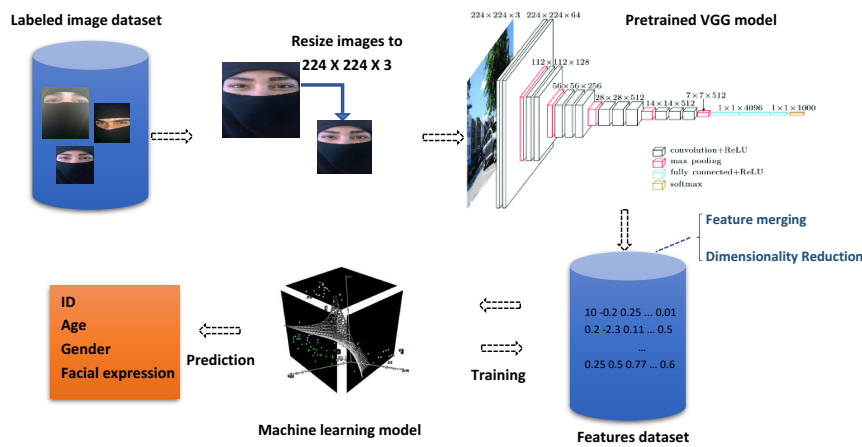 Labeled image dataset
Resize images to
224 X 224 X 3
Pretrained VGG model
224×224×3 224×224×64
112×112×128
56×56×256
28×28×512
14×14×512
7×7×512
1×1×4096 1×1×1000
convolution+ReLU
max pooling
fully connected+ReLU
softmax
Feature merging
Dimensionality Reduction
ID
Age
Gender
Facial expression
Prediction
Training
10 -0.2 0.25 ... 0.01
0.2 -2.3 0.11 ... 0.5
...
0.25 0.5 0.77 ... 0.6
Machine learning model
Features dataset